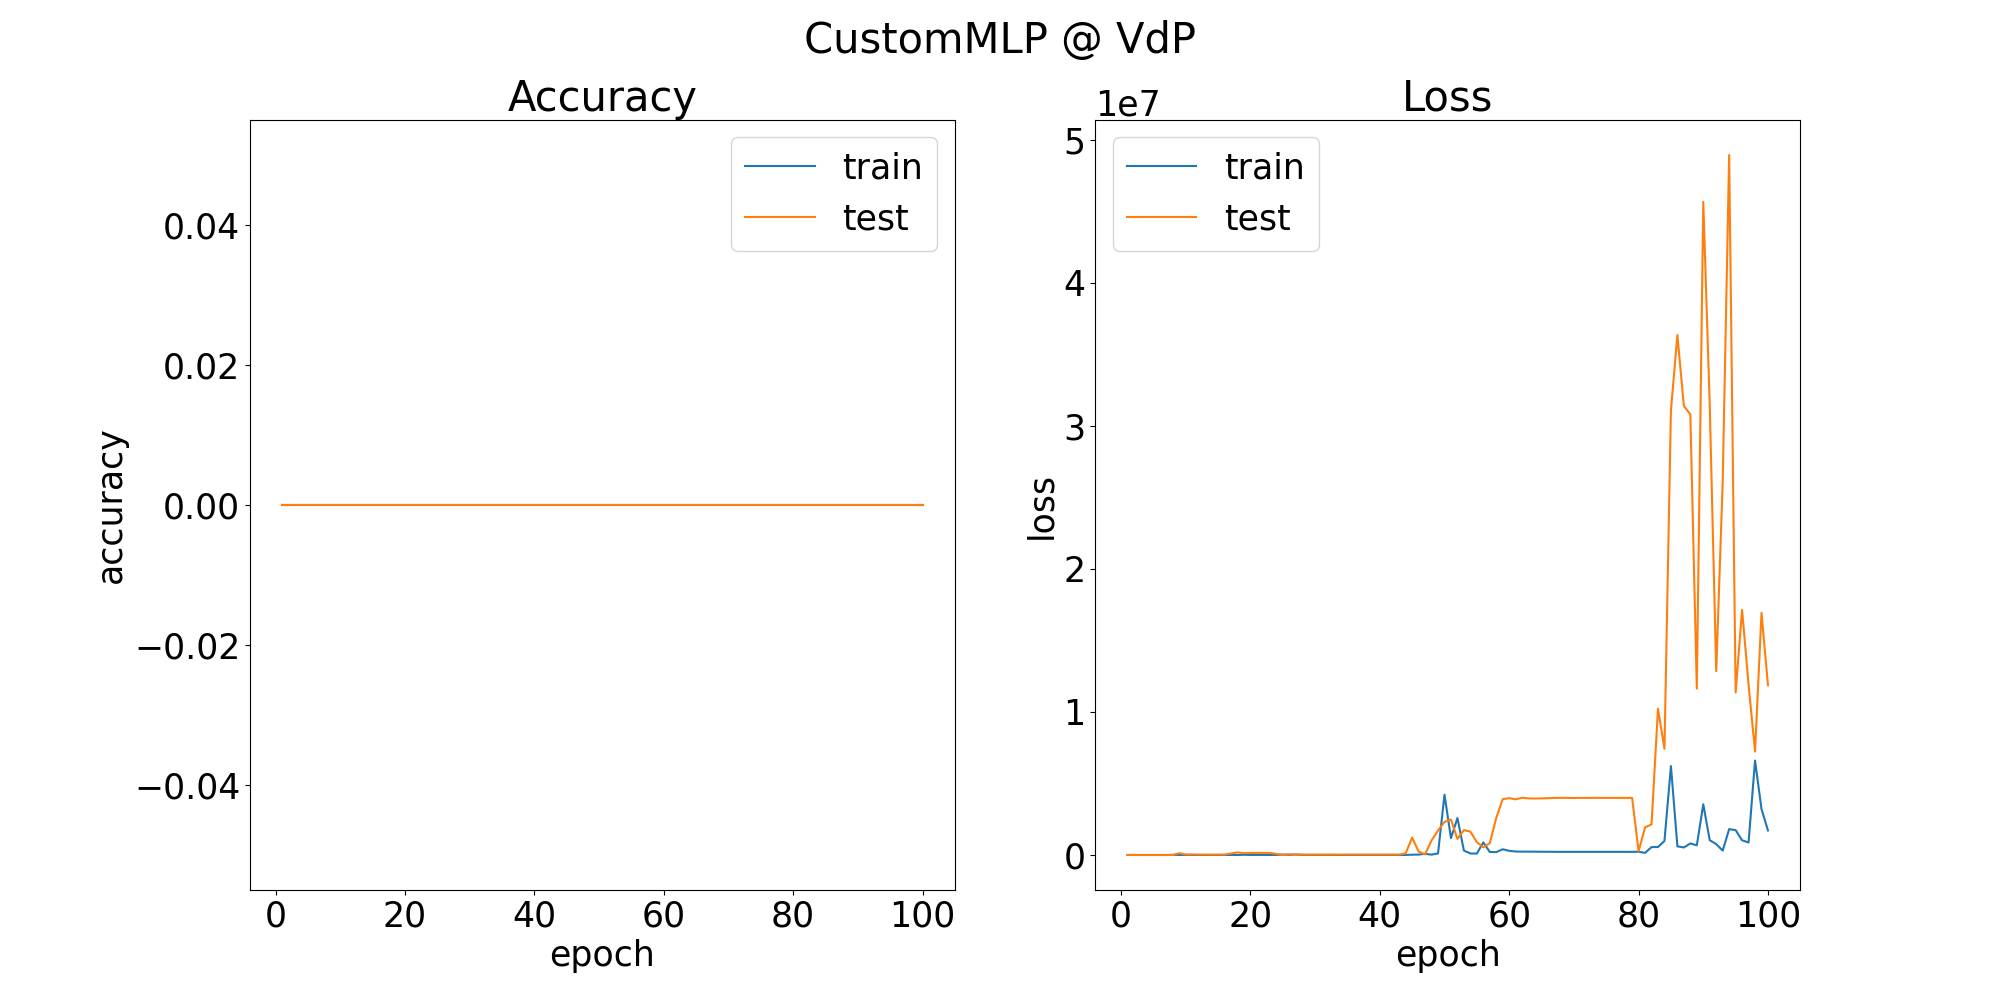 CustomMLP @ VdP
Accuracy
train
test
0.04
0.02
0.00
−0.02
−0.04
accuracy
0 20 40 60 80 100
epoch
Loss
1e7
train
test
5
4
3
2
1
0
loss
0 20 40 60 80 100
epoch